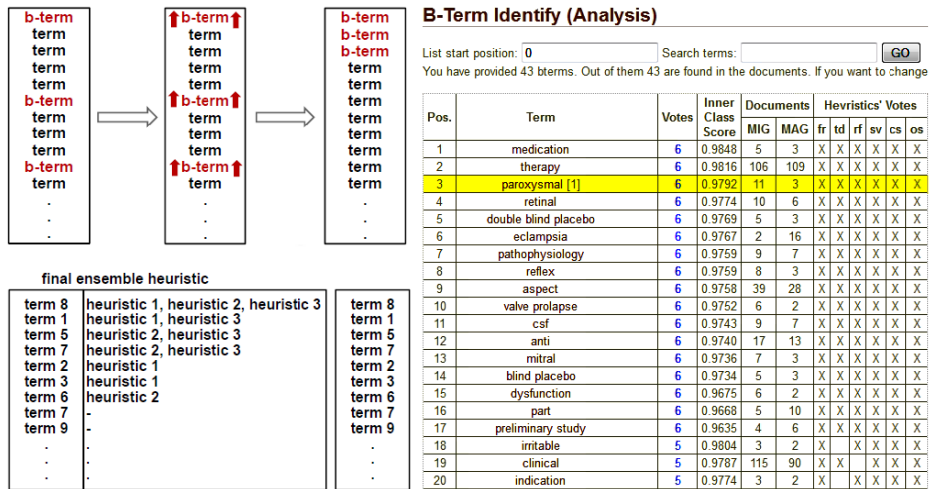 b-term
term
term
term
term
b-term
term
term
term
b-term
term
.
.
.
b-term
term
term
term
term
b-term
term
term
term
b-term
term
.
.
.
b-term
b-term
b-term
term
term
term
term
term
term
term
term
.
.
.
final ensemble heuristic
term 8 heuristic 1, heuristic 2, heuristic 3 term 8
term 1 heuristic 1, heuristic 3 term 1
term 5 heuristic 2, heuristic 3 term 5
term 7 heuristic 2, heuristic 3 term 7
term 2 heuristic 1 term 2
term 3 heuristic 1 term 3
term 6 heuristic 2 term 6
term 7 - term 7
term 9 - term 9
. . .
. . .
. . .
B-Term Identify (Analysis)
List start position: 0 Search terms: GO
You have provided 43 bterms. Out of them 43 are found in the documents. If you want to change
Pos. Term Votes Inner Class Score Documents Hevristics' Votes
MIG MAG fr td rf sv cs os
1 medication 6 0.9848 5 3 X X X X X X
2 therapy 6 0.9816 106 109 X X X X X X
3 paroxysmal [1] 6 0.9792 11 3 X X X X X X
4 retinal 6 0.9774 10 6 X X X X X X
5 double blind placebo 6 0.9769 5 3 X X X X X X
6 eclampsia 6 0.9767 2 16 X X X X X X
7 pathophysiology 6 0.9759 9 7 X X X X X X
8 reflex 6 0.9759 8 3 X X X X X X
9 aspect 6 0.9758 39 28 X X X X X X
10 valve prolapse 6 0.9752 6 2 X X X X X X
11 csf 6 0.9743 9 7 X X X X X X
12 anti 6 0.9740 17 13 X X X X X X
13 mitral 6 0.9736 7 3 X X X X X X
14 blind placebo 6 0.9734 5 3 X X X X X X
15 dysfunction 6 0.9675 6 2 X X X X X X
16 part 6 0.9668 5 10 X X X X X X
17 preliminary study 6 0.9635 4 6 X X X X X X
18 irritable 5 0.9804 3 2 X X X X X
19 clinical 5 0.9787 115 90 X X X X X
20 indication 5 0.9774 3 2 X X X X X